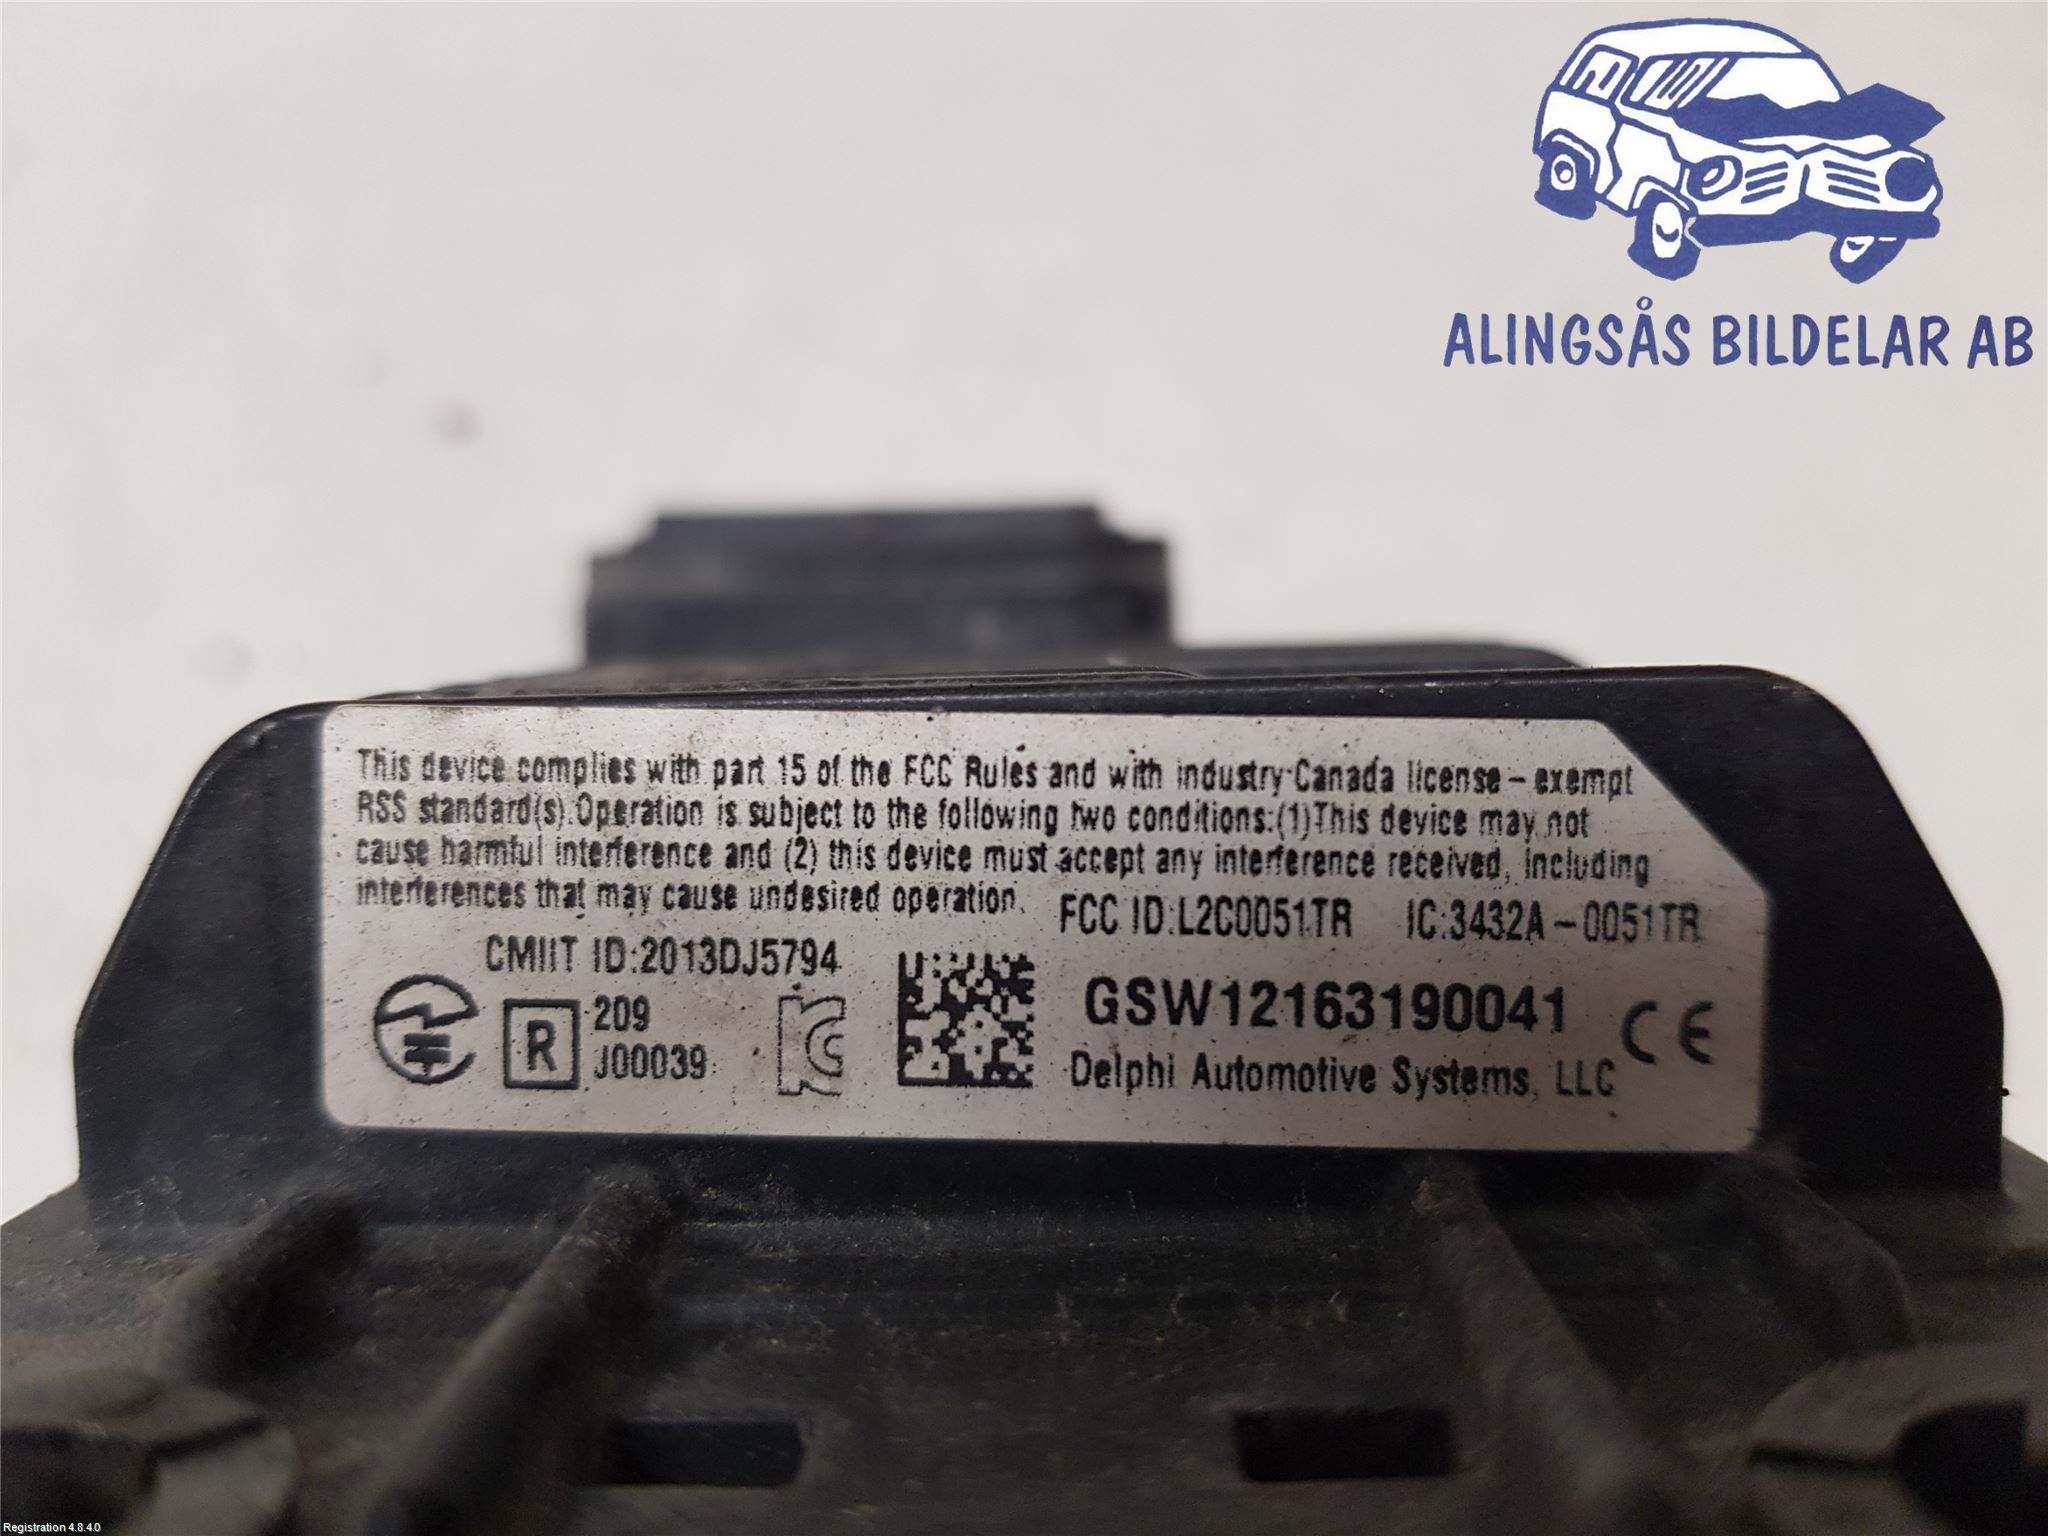 ALINGSÅS BILDELAR AB
This device complies with part 15 of the FCC Rules and with industry Canada license-exempt
RSS standard(s).Operation is subject to the following two conditions:(1)This device may not
cause harmful interference and (2) this device must accept any interference received, including
interferences that may cause undesired operation.
FCC ID:L2C0051TR IC:3432A-0051TR
CMIIT ID:2013DJ5794
R 209
J00039
GSW12163190041
CE
Delphi Automotive Systems, LLC
Registration 4.8.4.0